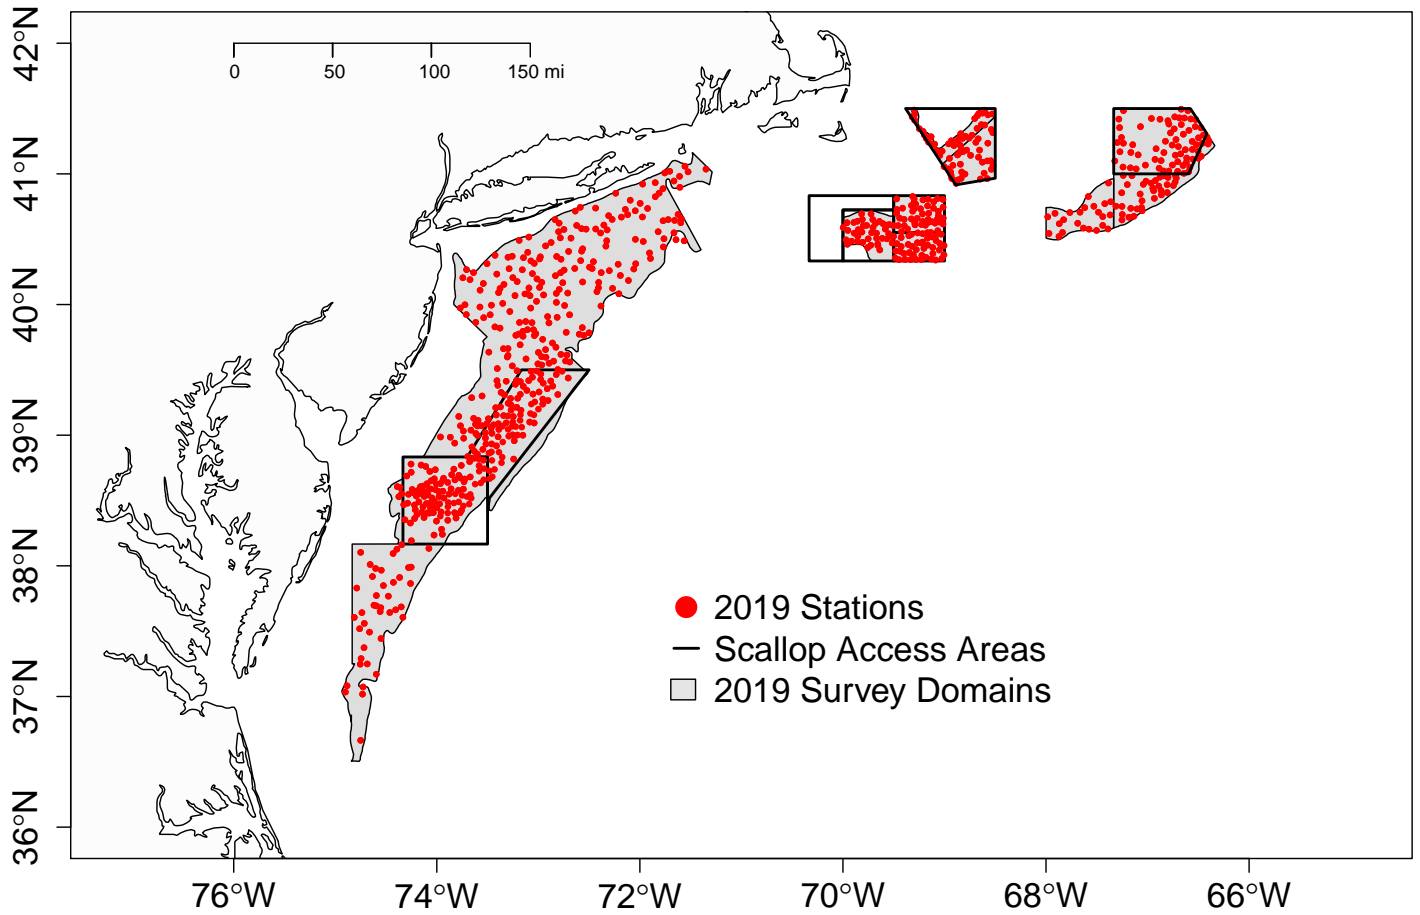 42°N
41°N
40°N
39°N
38°N
37°N
36°N
0 50 100 150 mi
2019 Stations
Scallop Access Areas
2019 Survey Domains
76°W 74°W 72°W 70°W 68°W 66°W